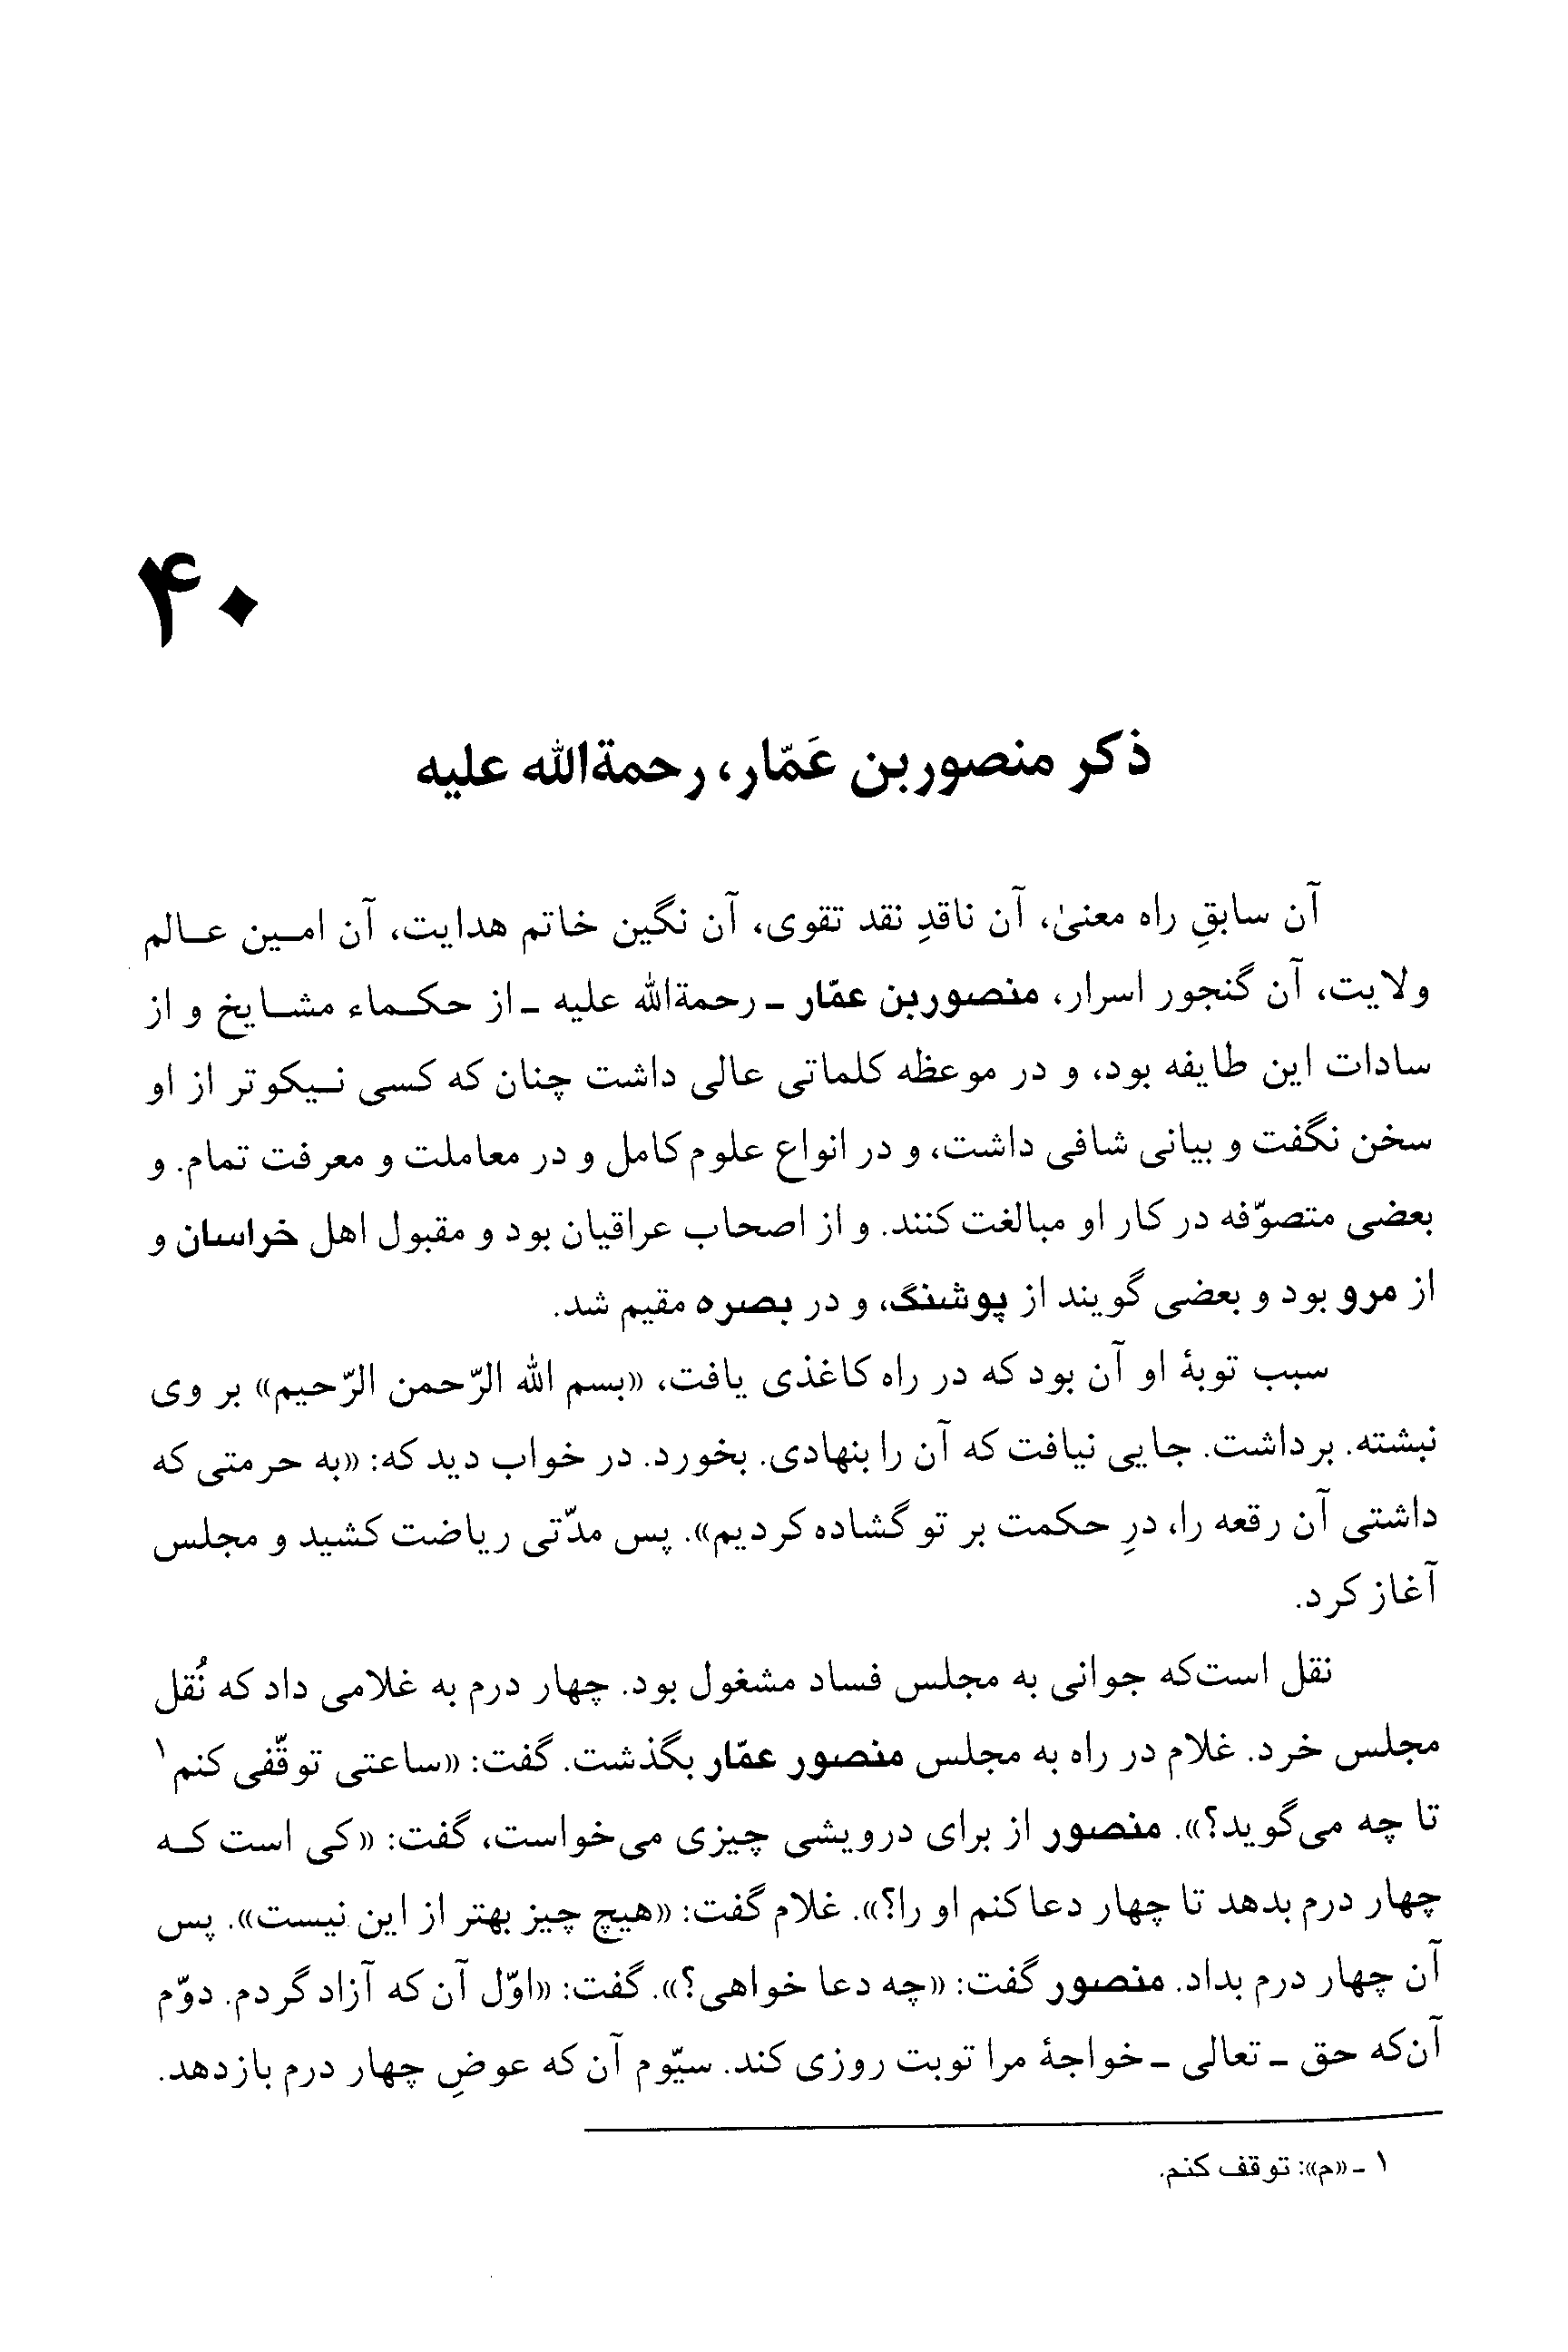 ۴۰
ذکر منصوربن عَمّار، رحمةالله علیه
آن سابقِ راه معنیٰ، آن ناقدِ نقد تقوی، آن نگین خاتم هدایت، آن امین عالم
ولایت، آن گنجور اسرار، منصوربن عمّار - رحمةالله علیه - از حکماء مشایخ و از
سادات این طایفه بود، و در موعظه کلماتی عالی داشت چنان که کسی نیکوتر از او
سخن نگفت و بیانی شافی داشت، و در انواع علوم کامل و در معاملت و معرفت تمام. و
بعضی متصوّفه در کار او مبالغت کنند. و از اصحاب عراقیان بود و مقبول اهل خراسان و
از مرو بود و بعضی گویند از پوشنگ، و در بصره مقیم شد.
سبب توبهٔ او آن بود که در راه کاغذی یافت، «بسم الله الرّحمن الرّحیم» بر وی
نبشته. برداشت. جایی نیافت که آن را بنهادی. بخورد. در خواب دید که: «به حرمتی که
داشتی آن رقعه را، درِ حکمت بر تو گشاده کردیم». پس مدّتی ریاضت کشید و مجلس
آغاز کرد.
نقل است‌که جوانی به مجلس فساد مشغول بود. چهار درم به غلامی داد که نُقل
مجلس خرد. غلام در راه به مجلس منصور عمّار بگذشت. گفت: «ساعتی توقّفی کنم۱
تا چه می‌گوید؟». منصور از برای درویشی چیزی می‌خواست، گفت: «کی است که
چهار درم بدهد تا چهار دعا کنم او را؟». غلام گفت: «هیچ چیز بهتر از این نیست». پس
آن چهار درم بداد. منصور گفت: «چه دعا خواهی؟». گفت: «اوّل آن که آزاد گردم. دوّم
آن‌که حق - تعالی - خواجهٔ مرا توبت روزی کند. سیّوم آن که عوضِ چهار درم بازدهد.
۱ - «م»: توقف کنم.